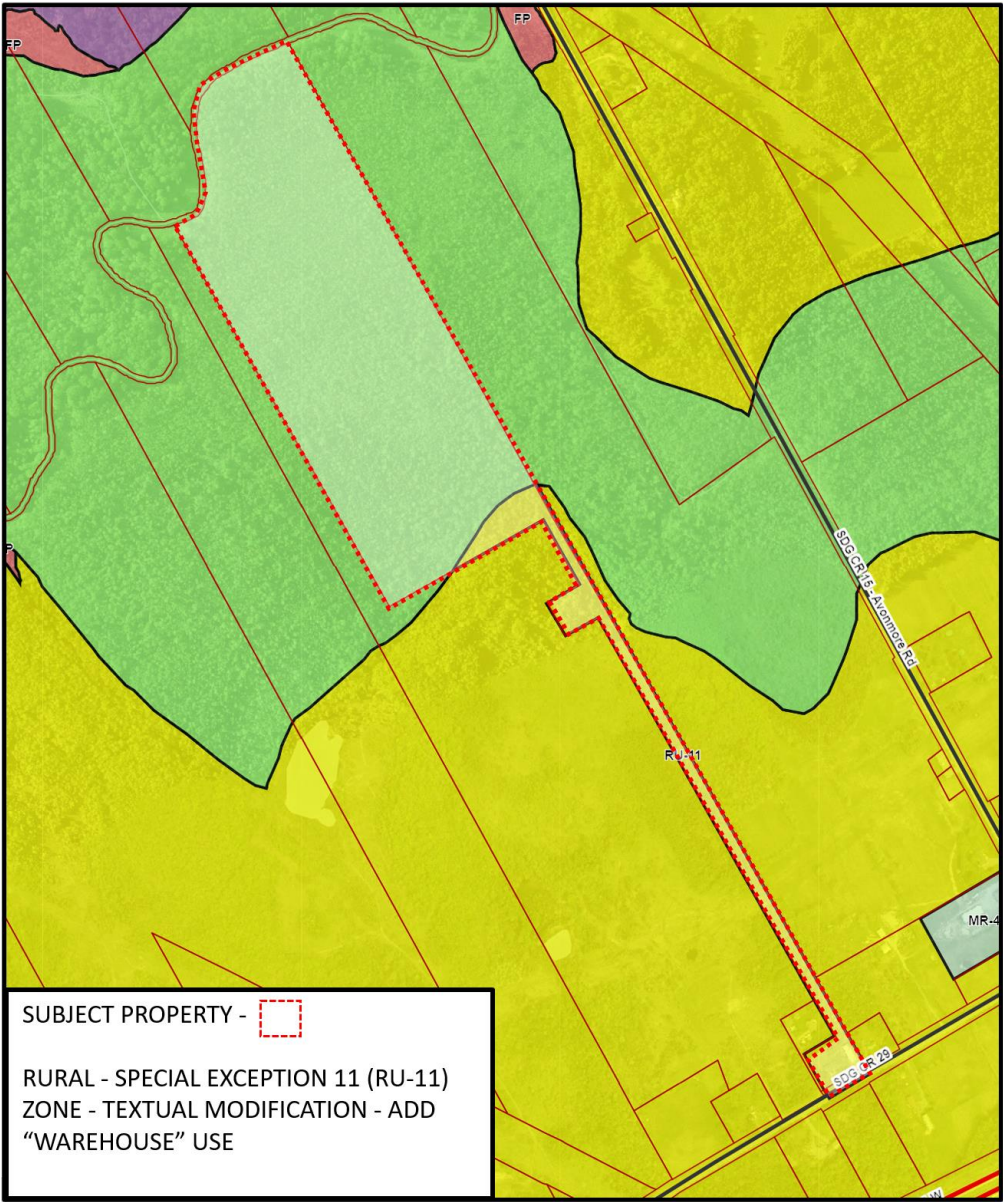 FP
FP
P
SDG CR 15 - Avonmore Rd
RU-11
MR-4
SDG CR 29
W
SUBJECT PROPERTY -
RURAL - SPECIAL EXCEPTION 11 (RU-11)
ZONE - TEXTUAL MODIFICATION - ADD
“WAREHOUSE” USE